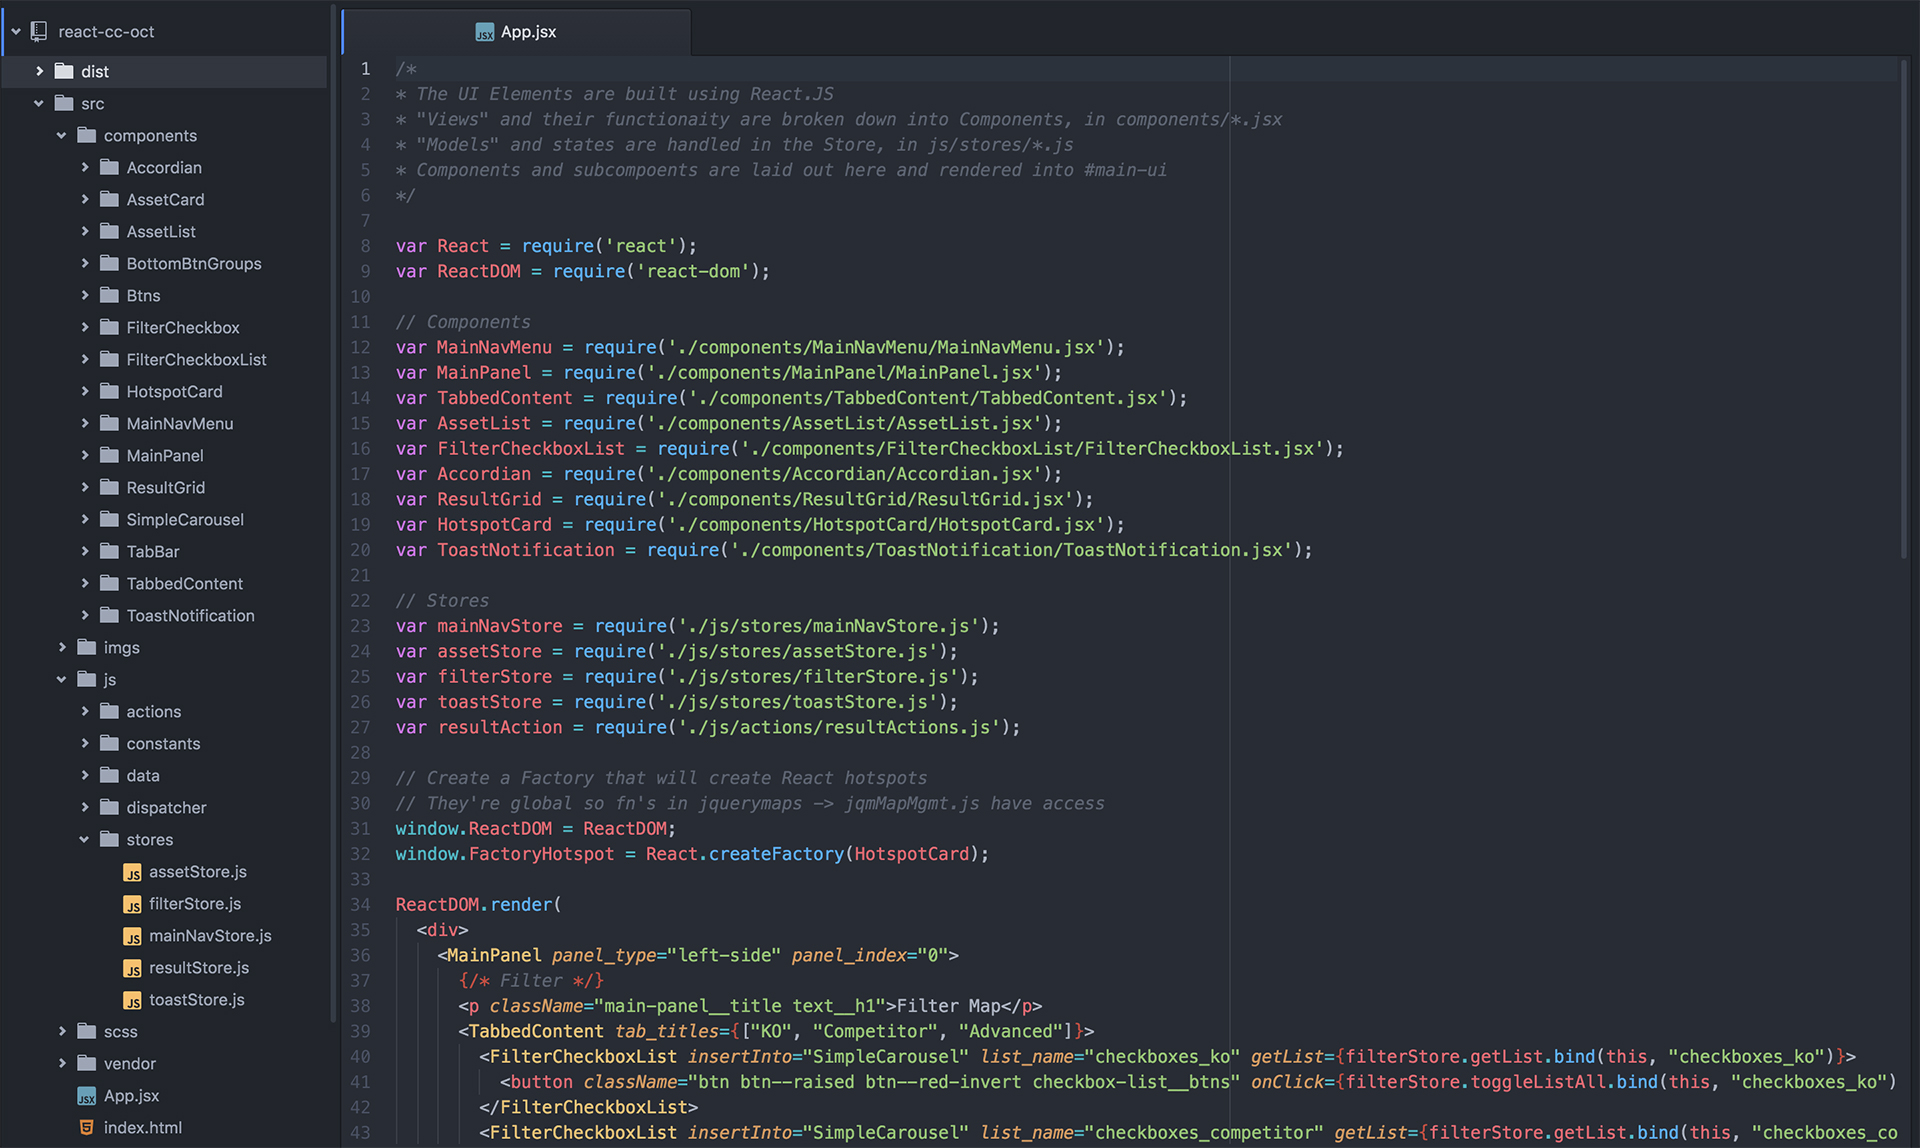 react-cc-oct
dist
src
components
Accordian
AssetCard
AssetList
BottomBtnGroups
Btns
FilterCheckbox
FilterCheckboxList
HotspotCard
MainNavMenu
MainPanel
ResultGrid
SimpleCarousel
TabBar
TabbedContent
ToastNotification
imgs
js
actions
constants
data
dispatcher
stores
JS assetStore.js
JS filterStore.js
JS mainNavStore.js
JS resultStore.js
JS toastStore.js
scss
vendor
JSX App.jsx
5 index.html
JSX App.jsx
1 /*
2 * The UI Elements are built using React.JS
3 * "Views" and their functionaity are broken down into Components, in components/*.jsx
4 * "Models" and states are handled in the Store, in js/stores/*.js
5 * Components and subcompoents are laid out here and rendered into #main-ui
6 */
7
8 var React = require('react');
9 var ReactDOM = require('react-dom');
10
11 // Components
12 var MainNavMenu = require('./components/MainNavMenu/MainNavMenu.jsx');
13 var MainPanel = require('./components/MainPanel/MainPanel.jsx');
14 var TabbedContent = require('./components/TabbedContent/TabbedContent.jsx');
15 var AssetList = require('./components/AssetList/AssetList.jsx');
16 var FilterCheckboxList = require('./components/FilterCheckboxList/FilterCheckboxList.jsx');
17 var Accordian = require('./components/Accordian/Accordian.jsx');
18 var ResultGrid = require('./components/ResultGrid/ResultGrid.jsx');
19 var HotspotCard = require('./components/HotspotCard/HotspotCard.jsx');
20 var ToastNotification = require('./components/ToastNotification/ToastNotification.jsx');
21
22 // Stores
23 var mainNavStore = require('./js/stores/mainNavStore.js');
24 var assetStore = require('./js/stores/assetStore.js');
25 var filterStore = require('./js/stores/filterStore.js');
26 var toastStore = require('./js/stores/toastStore.js');
27 var resultAction = require('./js/actions/resultActions.js');
28
29 // Create a Factory that will create React hotspots
30 // They're global so fn's in jquerymaps -> jqmMapMgmt.js have access
31 window.ReactDOM = ReactDOM;
32 window.FactoryHotspot = React.createFactory(HotspotCard);
33
34 ReactDOM.render(
35 <div>
36 <MainPanel panel_type="left-side" panel_index="0">
37 {/* Filter */}
38 <p className="main-panel__title text__h1">Filter Map</p>
39 <TabbedContent tab_titles={["KO", "Competitor", "Advanced"]}>
40 <FilterCheckboxList insertInto="SimpleCarousel" list_name="checkboxes_ko" getList={filterStore.getList.bind(this, "checkboxes_ko")}>
41 <button className="btn btn--raised btn--red-invert checkbox-list__btns" onClick={filterStore.toggleListAll.bind(this, "checkboxes_ko")
42 </FilterCheckboxList>
43 <FilterCheckboxList insertInto="SimpleCarousel" list_name="checkboxes_competitor" getList={filterStore.getList.bind(this, "checkboxes_co